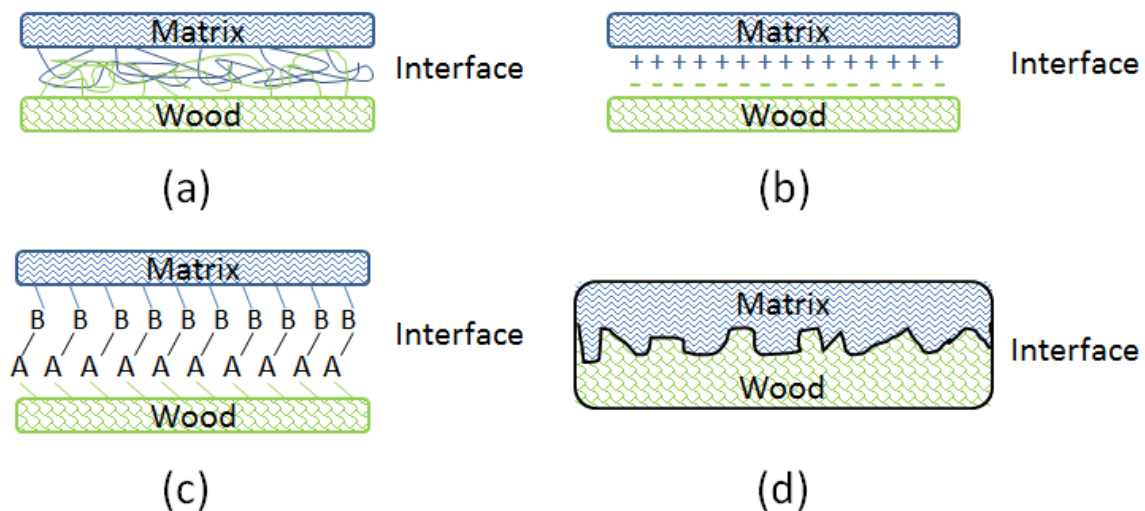 Matrix
Interface
Wood
(a)
Matrix
+ + + + + + + + + + + + + + +
- - - - - - - - - - - - - - -
Interface
Wood
(b)
Matrix
B B B B B B B B B B
Interface
A A A A A A A A A A
Wood
(c)
Matrix
Interface
Wood
(d)